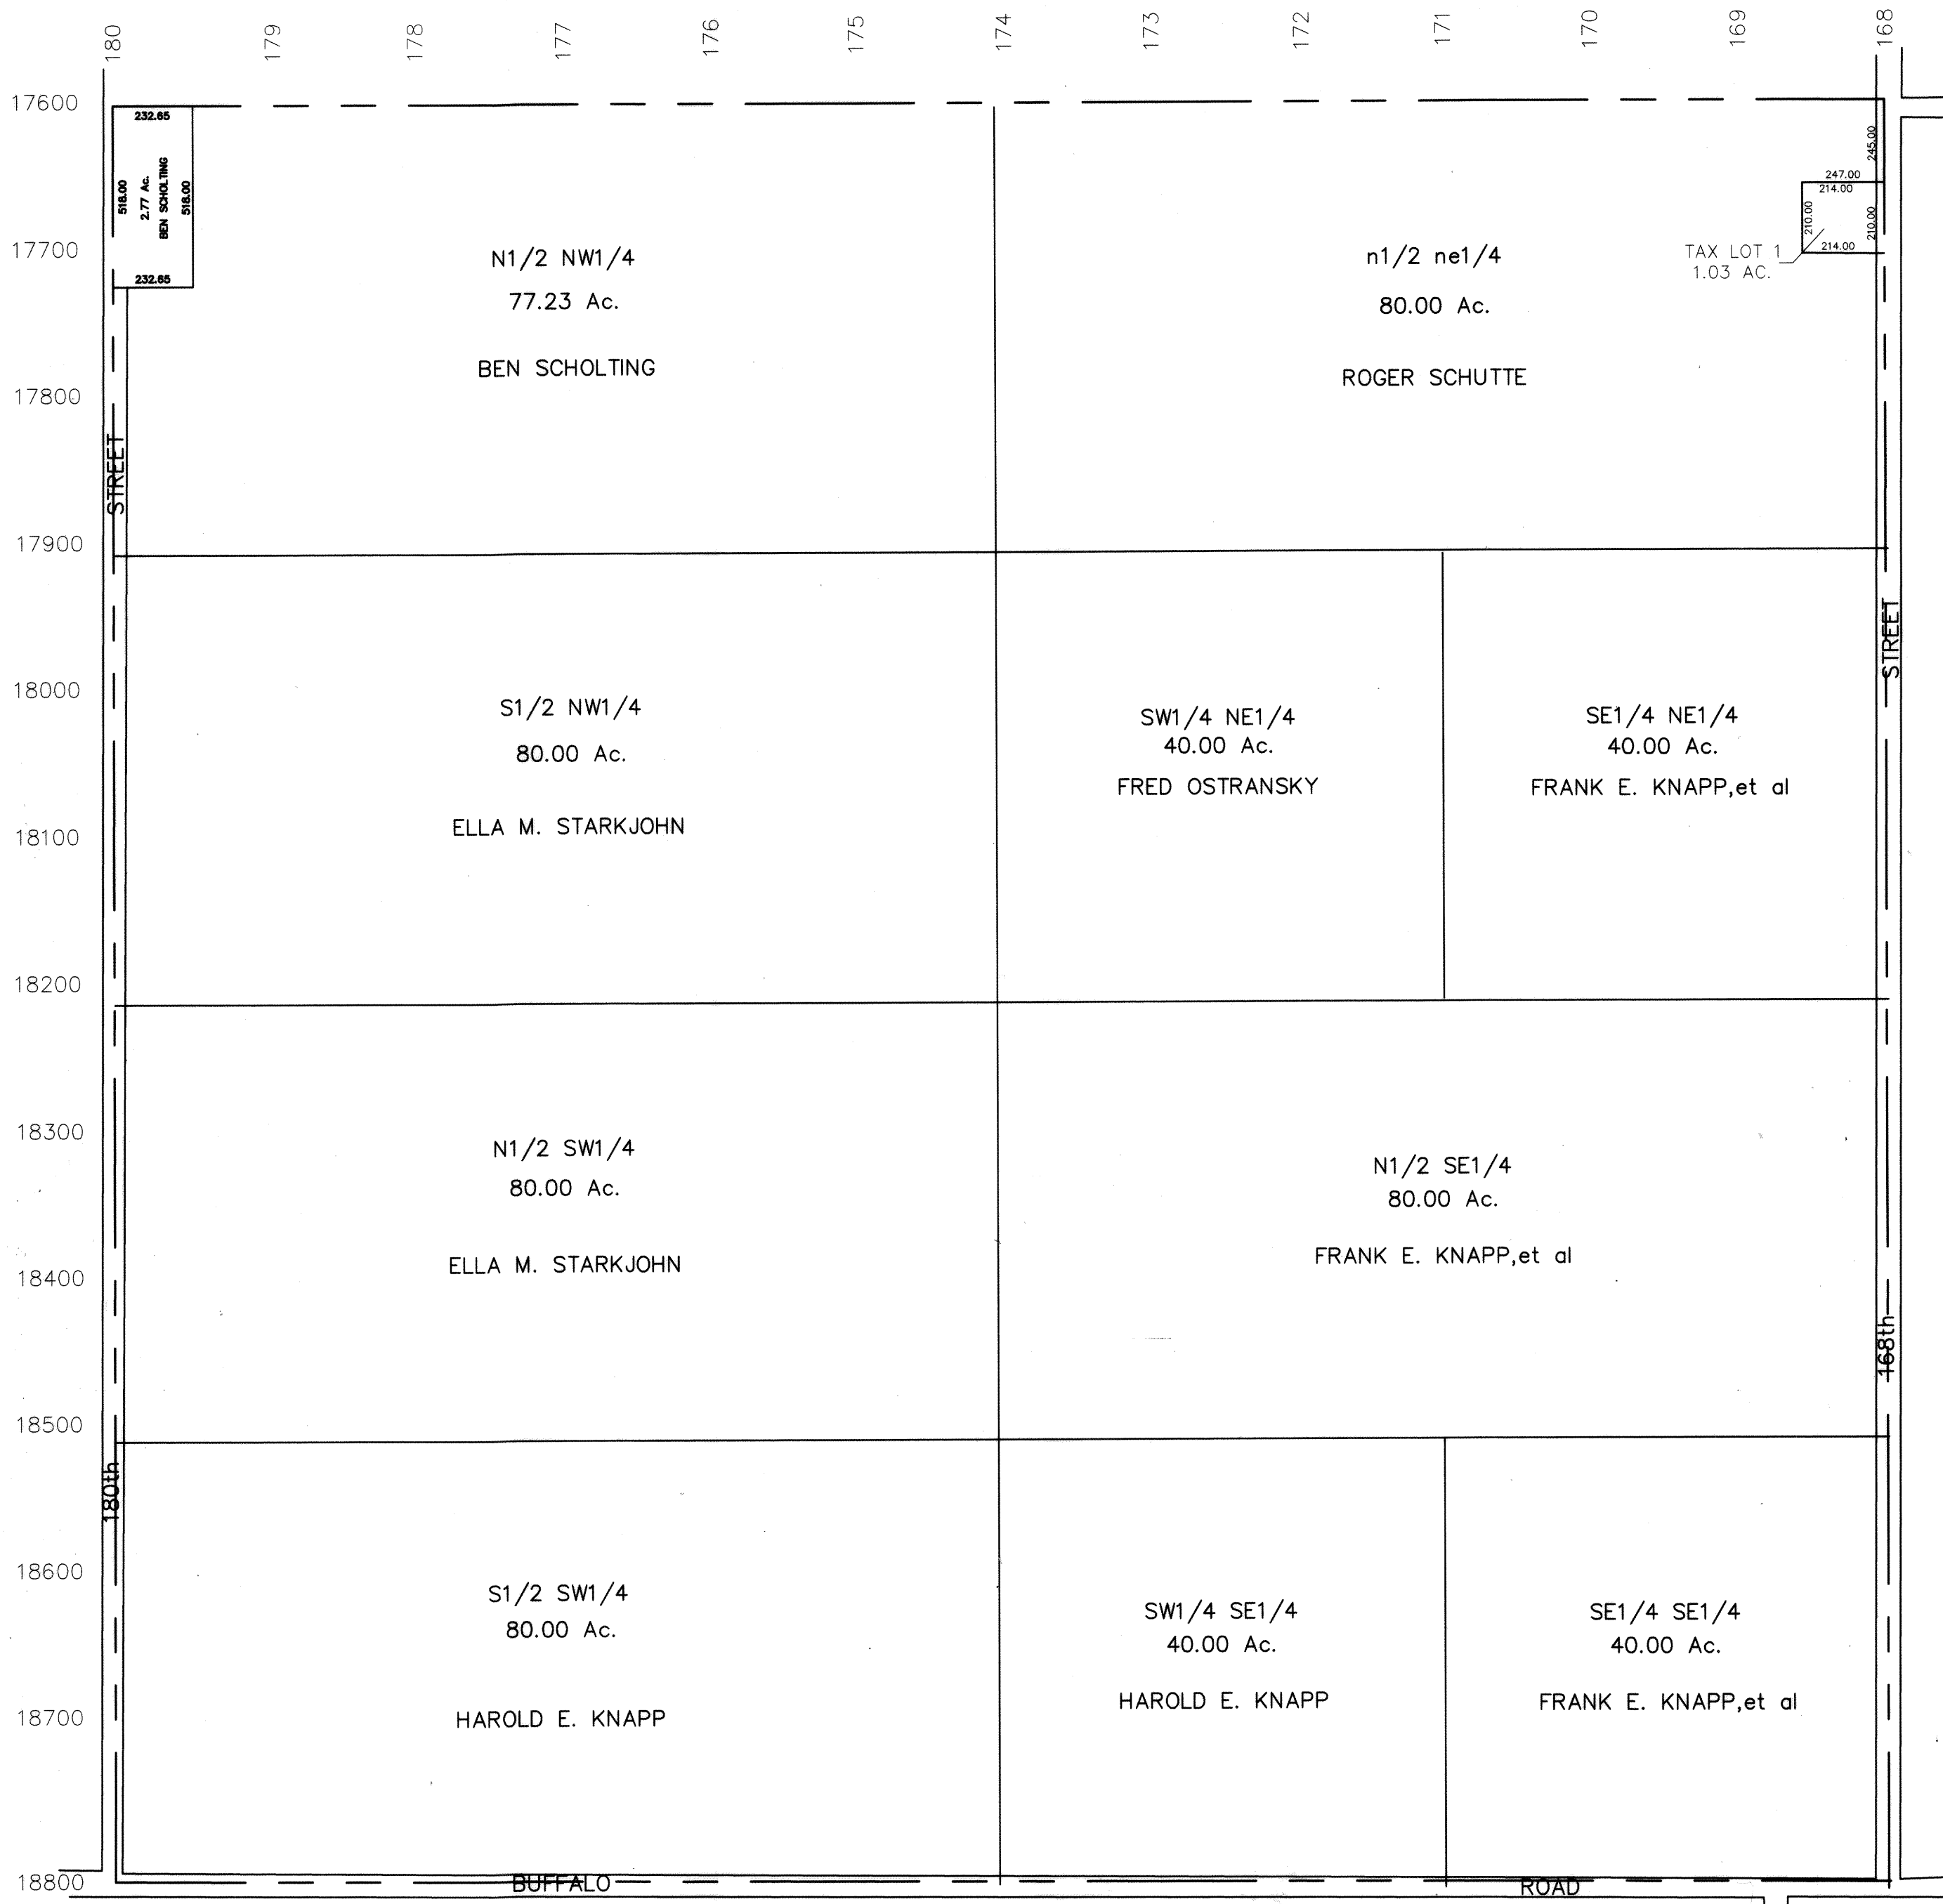 180
179
178
177
176
175
174
173
172
171
170
169
168
17600
17700
17800
17900
18000
18100
18200
18300
18400
18500
18600
18700
18800
232.65
518.00
2.77 Ac.
BEN SCHOLTING
518.00
232.65
N1/2 NW1/4
77.23 Ac.
BEN SCHOLTING
n1/2 ne1/4
80.00 Ac.
ROGER SCHUTTE
245.00
247.00
214.00
210.00
210.00
214.00
TAX LOT 1
1.03 AC.
STREET
STREET
S1/2 NW1/4
80.00 Ac.
ELLA M. STARKJOHN
SW1/4 NE1/4
40.00 Ac.
FRED OSTRANSKY
SE1/4 NE1/4
40.00 Ac.
FRANK E. KNAPP,et al
N1/2 SW1/4
80.00 Ac.
ELLA M. STARKJOHN
N1/2 SE1/4
80.00 Ac.
FRANK E. KNAPP,et al
168th
180th
S1/2 SW1/4
80.00 Ac.
HAROLD E. KNAPP
SW1/4 SE1/4
40.00 Ac.
HAROLD E. KNAPP
SE1/4 SE1/4
40.00 Ac.
FRANK E. KNAPP,et al
BUFFALO
ROAD